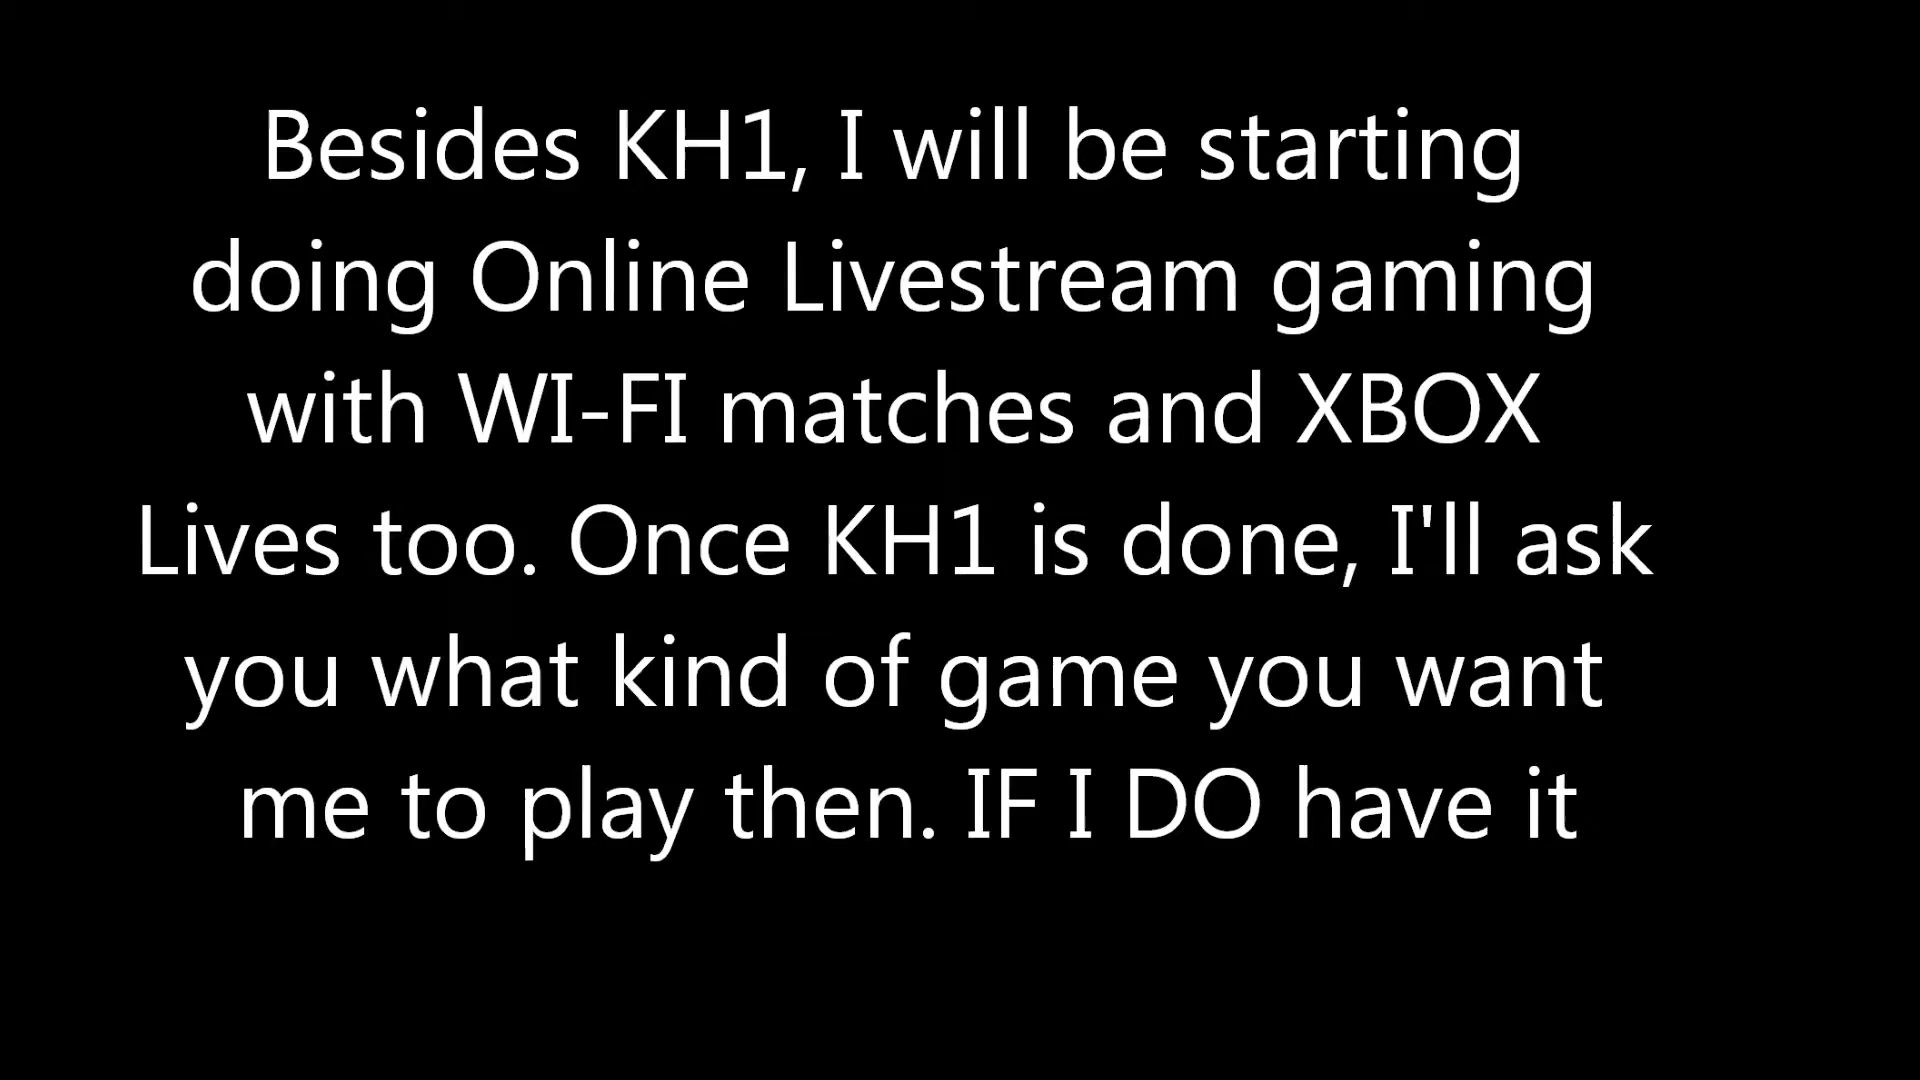 Besides KH1, I will be starting
doing Online Livestream gaming
with WI-FI matches and XBOX
Lives too. Once KH1 is done, I'll ask
you what kind of game you want
me to play then. IF I DO have it